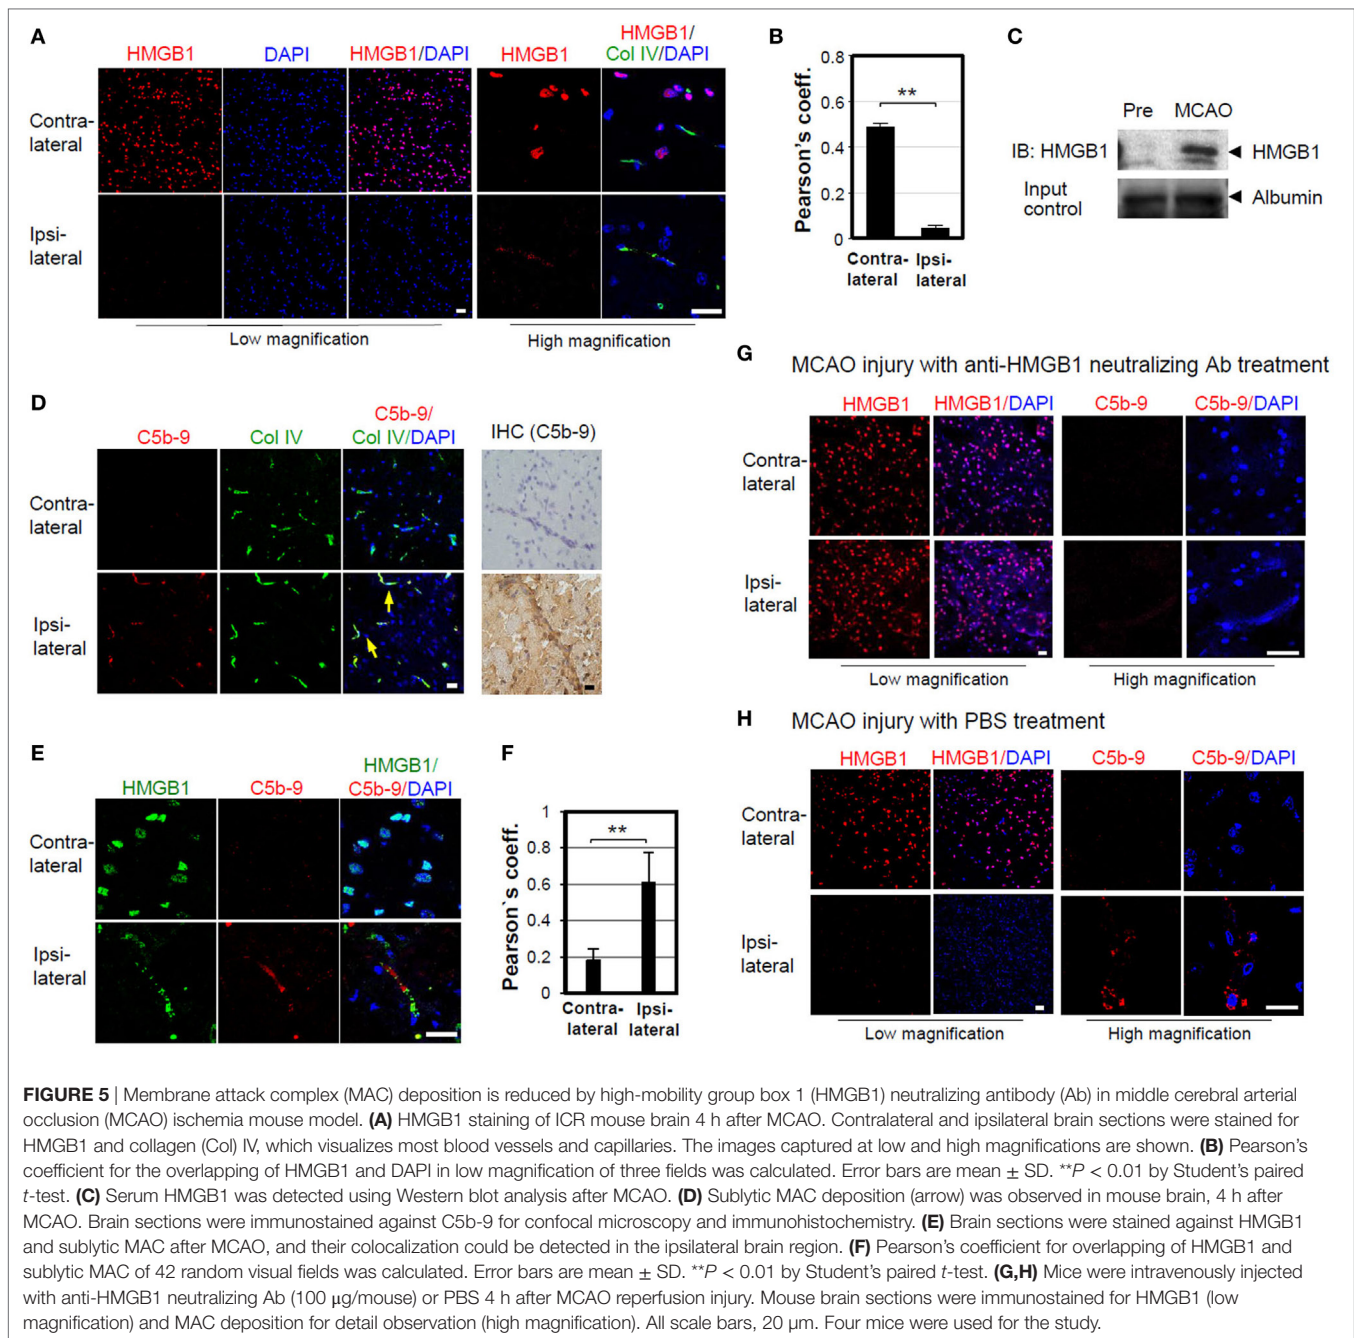 A
HMGB1
DAPI
HMGB1/DAPI
HMGB1
HMGB1/
Col IV/DAPI
Contra-
lateral
Ipsi-
lateral
Low magnification
High magnification
B
Pearson's coeff.
0.8
0.6
0.4
0.2
0
**
Contra-
lateral
Ipsi-
lateral
C
Pre MCAO
IB: HMGB1
HMGB1
Input
control
Albumin
D
C5b-9
Col IV
C5b-9/
Col IV/DAPI
IHC (C5b-9)
Contra-
lateral
Ipsi-
lateral
E
HMGB1
C5b-9
HMGB1/
C5b-9/DAPI
Contra-
lateral
Ipsi-
lateral
F
Pearson`s coeff.
1
0.8
0.6
0.4
0.2
0
**
Contra-
lateral
Ipsi-
lateral
G MCAO injury with anti-HMGB1 neutralizing Ab treatment
HMGB1
HMGB1/DAPI
C5b-9
C5b-9/DAPI
Contra-
lateral
Ipsi-
lateral
Low magnification
High magnification
H MCAO injury with PBS treatment
HMGB1
HMGB1/DAPI
C5b-9
C5b-9/DAPI
Contra-
lateral
Ipsi-
lateral
Low magnification
High magnification
FIGURE 5 | Membrane attack complex (MAC) deposition is reduced by high-mobility group box 1 (HMGB1) neutralizing antibody (Ab) in middle cerebral arterial
occlusion (MCAO) ischemia mouse model. (A) HMGB1 staining of ICR mouse brain 4 h after MCAO. Contralateral and ipsilateral brain sections were stained for
HMGB1 and collagen (Col) IV, which visualizes most blood vessels and capillaries. The images captured at low and high magnifications are shown. (B) Pearson's
coefficient for the overlapping of HMGB1 and DAPI in low magnification of three fields was calculated. Error bars are mean ± SD. **P < 0.01 by Student's paired
t-test. (C) Serum HMGB1 was detected using Western blot analysis after MCAO. (D) Sublytic MAC deposition (arrow) was observed in mouse brain, 4 h after
MCAO. Brain sections were immunostained against C5b-9 for confocal microscopy and immunohistochemistry. (E) Brain sections were stained against HMGB1
and sublytic MAC after MCAO, and their colocalization could be detected in the ipsilateral brain region. (F) Pearson's coefficient for overlapping of HMGB1 and
sublytic MAC of 42 random visual fields was calculated. Error bars are mean ± SD. **P < 0.01 by Student's paired t-test. (G,H) Mice were intravenously injected
with anti-HMGB1 neutralizing Ab (100 μg/mouse) or PBS 4 h after MCAO reperfusion injury. Mouse brain sections were immunostained for HMGB1 (low
magnification) and MAC deposition for detail observation (high magnification). All scale bars, 20 μm. Four mice were used for the study.